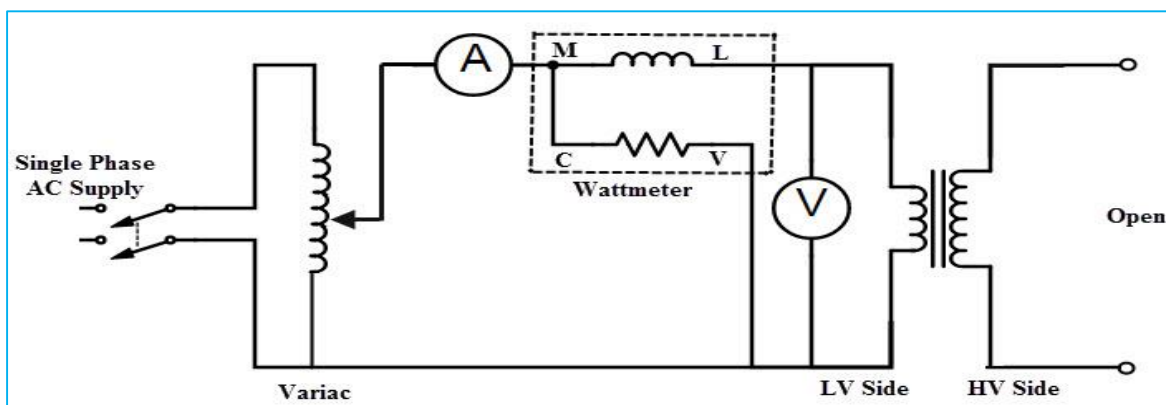 A
M
L
C
V
Wattmeter
Single Phase
AC Supply
V
Open
Variac
LV Side
HV Side